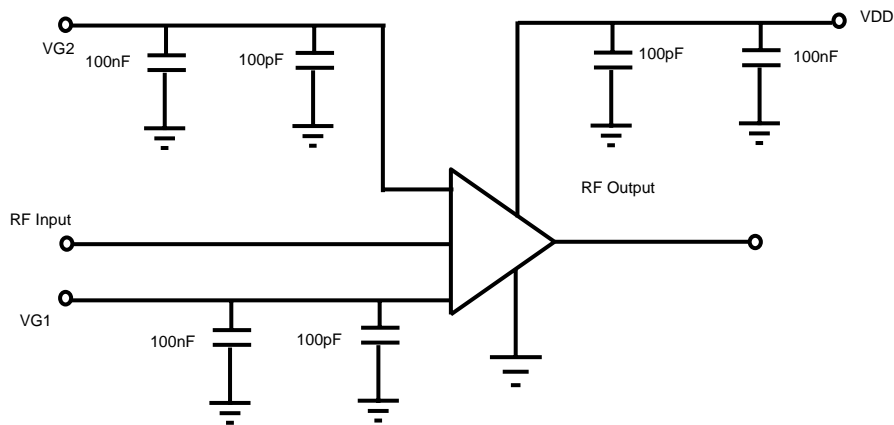 VG2
100nF
100pF
100pF
100nF
VDD
RF Output
RF Input
VG1
100nF
100pF